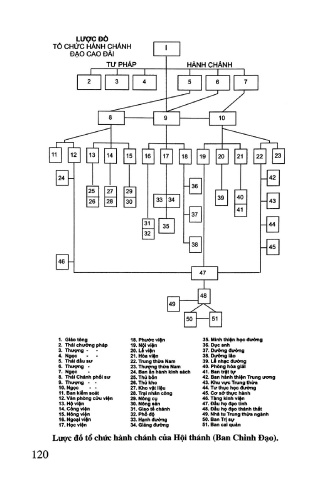 LƯỢC ĐỒ
TỔ CHỨC HÀNH CHÁNH
ĐẠO CAO ĐÀI
1
TƯ PHÁP
HÀNH CHÁNH
2 3 4 5 6 7
8 9 10
11 12 13 14 15 16 17 18 19 20 21 22 23
24
25 27 29
26 28 30
31
32
33 34
35
36
37
38
39
40
41
42
43
44
45
46
47
48
49
50 51
1. Giáo tông
2. Thái chưởng pháp
3. Thượng - -
4. Ngọc - -
5. Thái đầu sư
6. Thượng -
7. Ngọc -
8. Thái Chánh phối sư
9. Thượng - -
10. Ngọc - -
11. Ban kiểm soát
12. Văn phòng cửu viện
13. Hộ viện
14. Công viện
15. Nông viện
16. Ngoại viện
17. Học viện
18. Phước viện
19. Nội viện
20. Lễ viện
21. Hòa viện
22. Trung thừa Nam
23. Thượng thừa Nam
24. Ban ấn hành kinh sách
25. Thủ bổn
26. Thủ kho
27. Kho vật liệu
28. Trại nhân công
29. Nông cụ
30. Nông sản
31. Giao tế chánh
32. Phổ độ
33. Hạnh đường
34. Giảng đường
35. Minh thiện học đường
36. Dục anh
37. Dưỡng đường
38. Dưỡng lão
39. Lễ nhạc đường
40. Phòng hòa giải
41. Ban trật tự
42. Ban hành thiện Trung ương
43. Khu vực Trung thừa
44. Tư thục học đường
45. Cơ sở thực hành
46. Tăng kinh viện
47. Đầu họ đạo tỉnh
48. Đầu họ đạo thánh thất
49. Nhà tu Trung thừa ngành
50. Ban Trị sự
51. Ban cai quản
Lược đồ tổ chức hành chánh của Hội thánh (Ban Chỉnh Đạo).
120